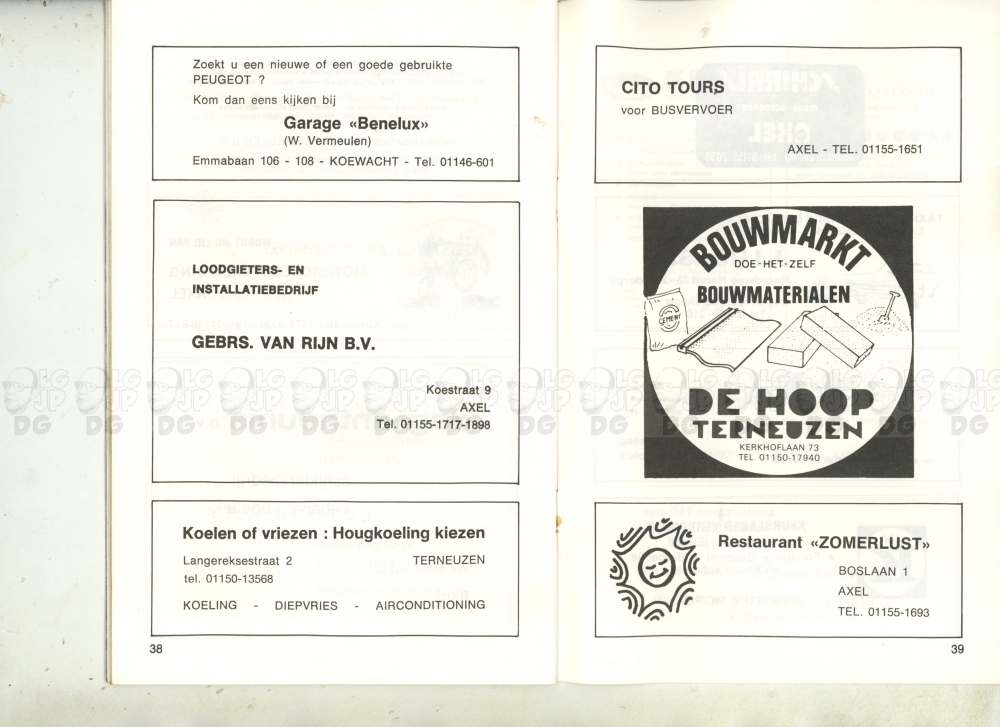 Zoekt u een nieuwe of een goede gebruikte
PEUGEOT ?
Kom dan eens kijken bij
Garage «Benelux»
(W. Vermeulen)
Emmabaan 106 - 108 - KOEWACHT - Tel. 01146-601
LOODGIETERS- EN
INSTALLATIEBEDRIJF
GEBRS. VAN RIJN B.V.
Koestraat 9
AXEL
Tel. 01155-1717-1898
Koelen of vriezen : Hougkoeling kiezen
Langereksestraat 2 TERNEUZEN
tel. 01150-13568
KOELING - DIEPVRIES - AIRCONDITIONING
38
CITO TOURS
voor BUSVERVOER
AXEL - TEL. 01155-1651
BOUWMARKT
DOE-HET-ZELF
BOUWMATERIALEN
CEMENT
DE HOOP
TERNEUZEN
KERKHOFLAAN 73
TEL. 01150-17940
Restaurant «ZOMERLUST»
BOSLAAN 1
AXEL
TEL. 01155-1693
39